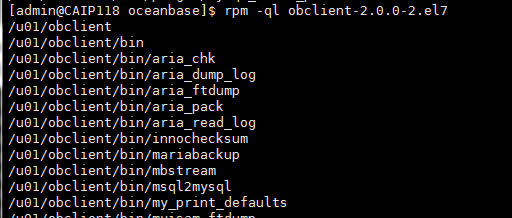 [admin@CAIP118 oceanbase]$ rpm -ql obclient-2.0.0-2.el7
/u01/obclient
/u01/obclient/bin
/u01/obclient/bin/aria_chk
/u01/obclient/bin/aria_dump_log
/u01/obclient/bin/aria_ftdump
/u01/obclient/bin/aria_pack
/u01/obclient/bin/aria_read_log
/u01/obclient/bin/innochecksum
/u01/obclient/bin/mariabackup
/u01/obclient/bin/mbstream
/u01/obclient/bin/msql2mysql
/u01/obclient/bin/my_print_defaults
/u01/obclient/bin/myisam_ftdump